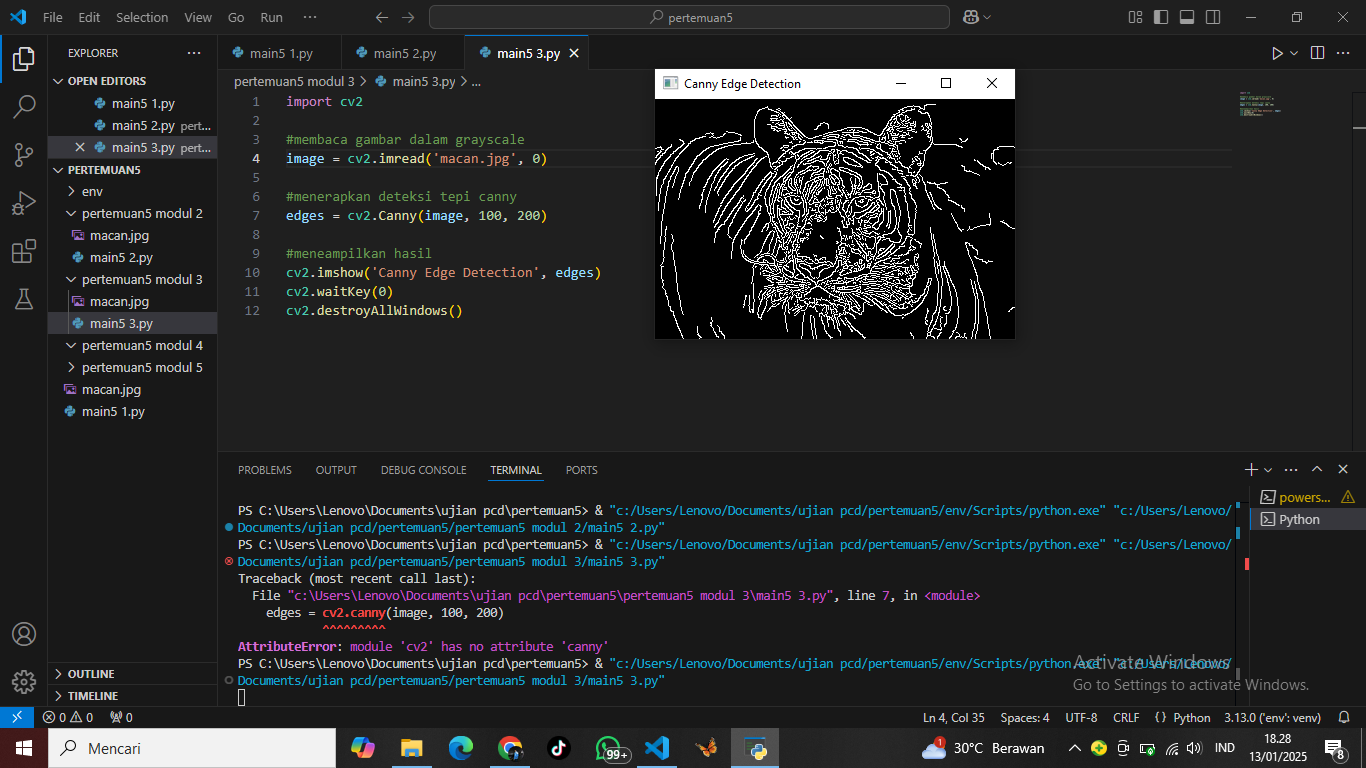 File Edit Selection View Go Run ··· pertemuan5
EXPLORER ···
OPEN EDITORS
main5 1.py
main5 2.py pert...
main5 3.py pert...
PERTEMUAN5
env
pertemuan5 modul 2
macan.jpg
main5 2.py
pertemuan5 modul 3
macan.jpg
main5 3.py
pertemuan5 modul 4
pertemuan5 modul 5
macan.jpg
main5 1.py
OUTLINE
TIMELINE
main5 1.py main5 2.py main5 3.py
pertemuan5 modul 3 > main5 3.py > ...
1 import cv2
2
3 #membaca gambar dalam grayscale
4 image = cv2.imread('macan.jpg', 0)
5
6 #menerapkan deteksi tepi canny
7 edges = cv2.Canny(image, 100, 200)
8
9 #meneampilkan hasil
10 cv2.imshow('Canny Edge Detection', edges)
11 cv2.waitKey(0)
12 cv2.destroyAllWindows()
Canny Edge Detection
PROBLEMS OUTPUT DEBUG CONSOLE TERMINAL PORTS
PS C:\Users\Lenovo\Documents\ujian pcd\pertemuan5> & "c:/Users/Lenovo/Documents/ujian pcd/pertemuan5/env/Scripts/python.exe" "c:/Users/Lenovo/
Documents/ujian pcd/pertemuan5/pertemuan5 modul 2/main5 2.py"
PS C:\Users\Lenovo\Documents\ujian pcd\pertemuan5> & "c:/Users/Lenovo/Documents/ujian pcd/pertemuan5/env/Scripts/python.exe" "c:/Users/Lenovo/
Documents/ujian pcd/pertemuan5/pertemuan5 modul 3/main5 3.py"
Traceback (most recent call last):
File "c:\Users\Lenovo\Documents\ujian pcd\pertemuan5\pertemuan5 modul 3\main5 3.py", line 7, in <module>
edges = cv2.canny(image, 100, 200)
^^^^^^^^^
AttributeError: module 'cv2' has no attribute 'canny'
PS C:\Users\Lenovo\Documents\ujian pcd\pertemuan5> & "c:/Users/Lenovo/Documents/ujian pcd/pertemuan5/env/Scripts/python.exe" "c:/Users/Lenovo/
Documents/ujian pcd/pertemuan5/pertemuan5 modul 3/main5 3.py"
powers...
Python
Activate Windows
Go to Settings to activate Windows.
0 0 0 Ln 4, Col 35 Spaces: 4 UTF-8 CRLF Python 3.13.0 ('env': venv)
Mencari 99+ 1 30°C Berawan IND 18.28
13/01/2025
8